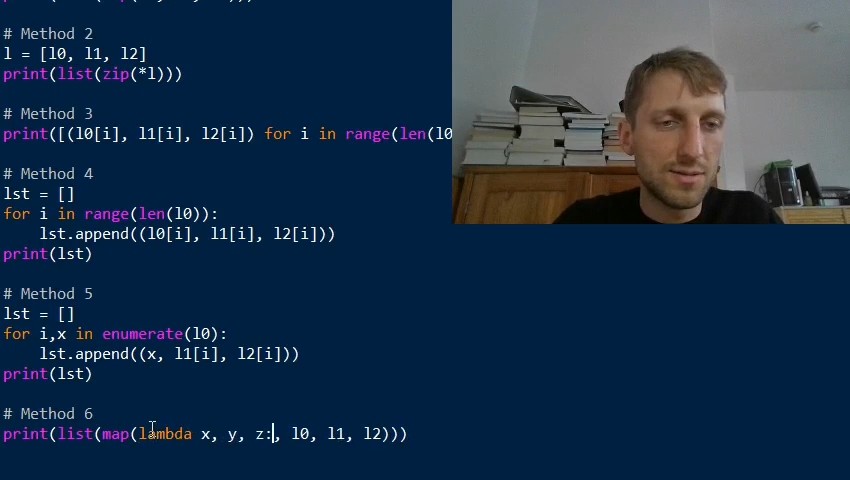 # Method 2
l = [l0, l1, l2]
print(list(zip(*l)))
# Method 3
print([(l0[i], l1[i], l2[i]) for i in range(len(l0
# Method 4
lst = []
for i in range(len(l0)):
    lst.append((l0[i], l1[i], l2[i]))
print(lst)
# Method 5
lst = []
for i,x in enumerate(l0):
    lst.append((x, l1[i], l2[i]))
print(lst)
# Method 6
print(list(map(lambda x, y, z:, l0, l1, l2)))